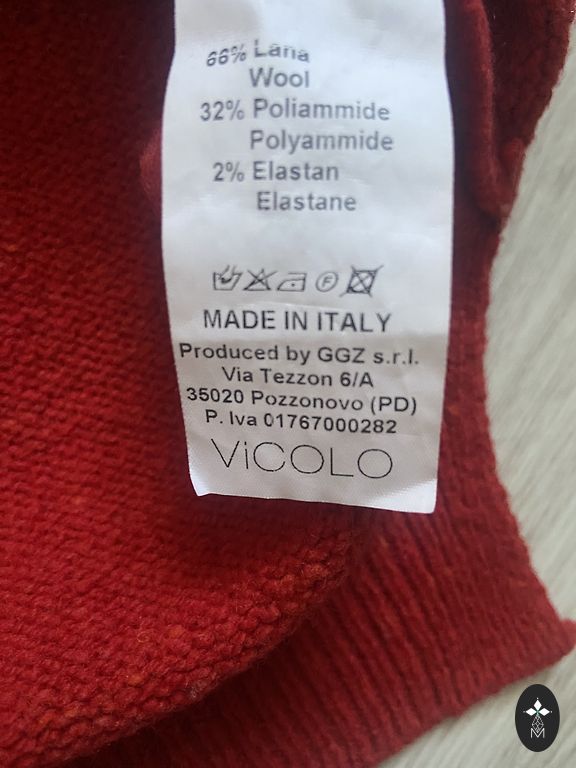 66% Lana
Wool
32% Poliammide
Polyammide
2% Elastan
Elastane
F
MADE IN ITALY
Produced by GGZ s.r.l.
Via Tezzon 6/A
35020 Pozzonovo (PD)
P. Iva 01767000282
ViCOLO
M